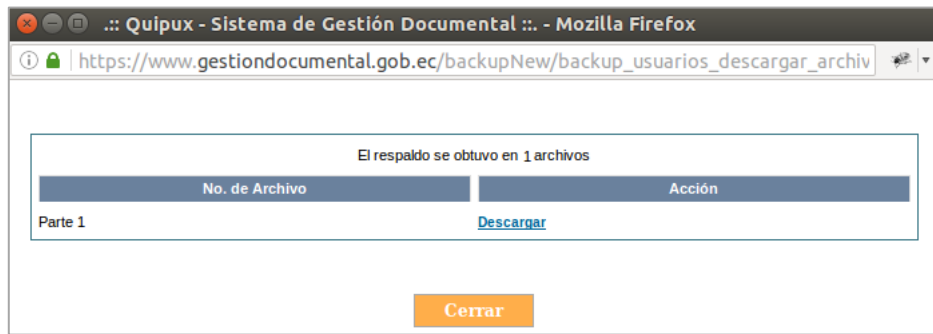 .:: Quipux - Sistema de Gestión Documental ::. - Mozilla Firefox
https://www.gestiondocumental.gob.ec/backupNew/backup_usuarios_descargar_archiv
El respaldo se obtuvo en 1 archivos
No. de Archivo Acción
Parte 1 Descargar
Cerrar